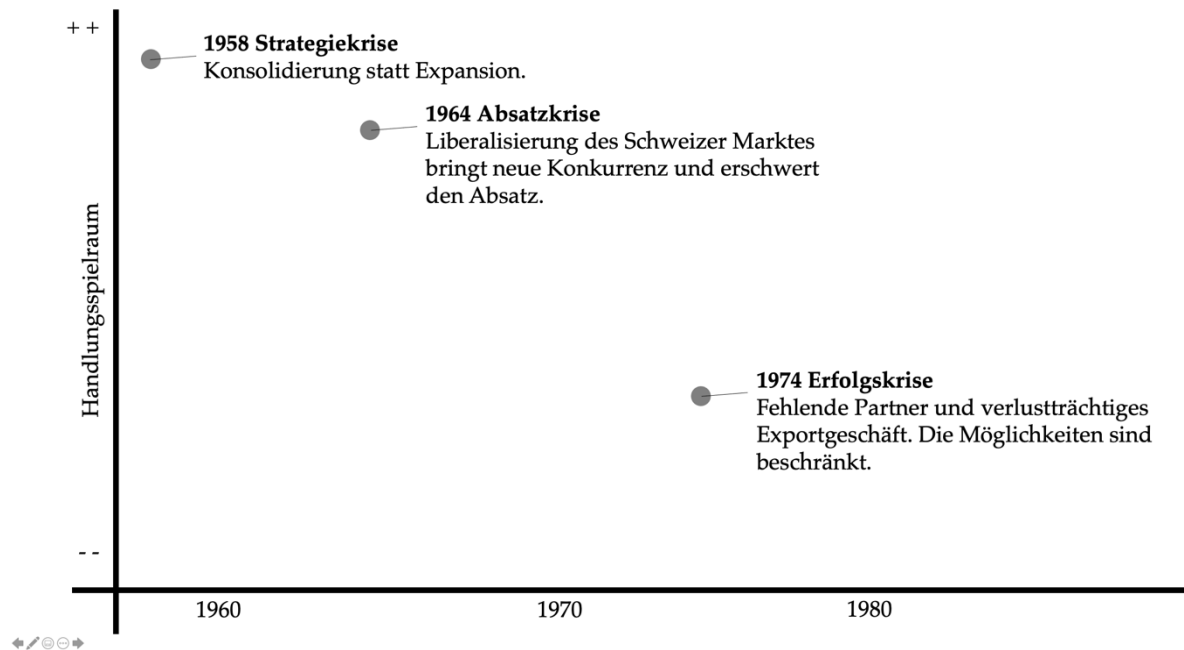 + +
1958 Strategiekrise
Konsolidierung statt Expansion.
1964 Absatzkrise
Liberalisierung des Schweizer Marktes
bringt neue Konkurrenz und erschwert
den Absatz.
Handlungsspielraum
1974 Erfolgskrise
Fehlende Partner und verlustträchtiges
Exportgeschäft. Die Möglichkeiten sind
beschränkt.
- -
1960 1970 1980